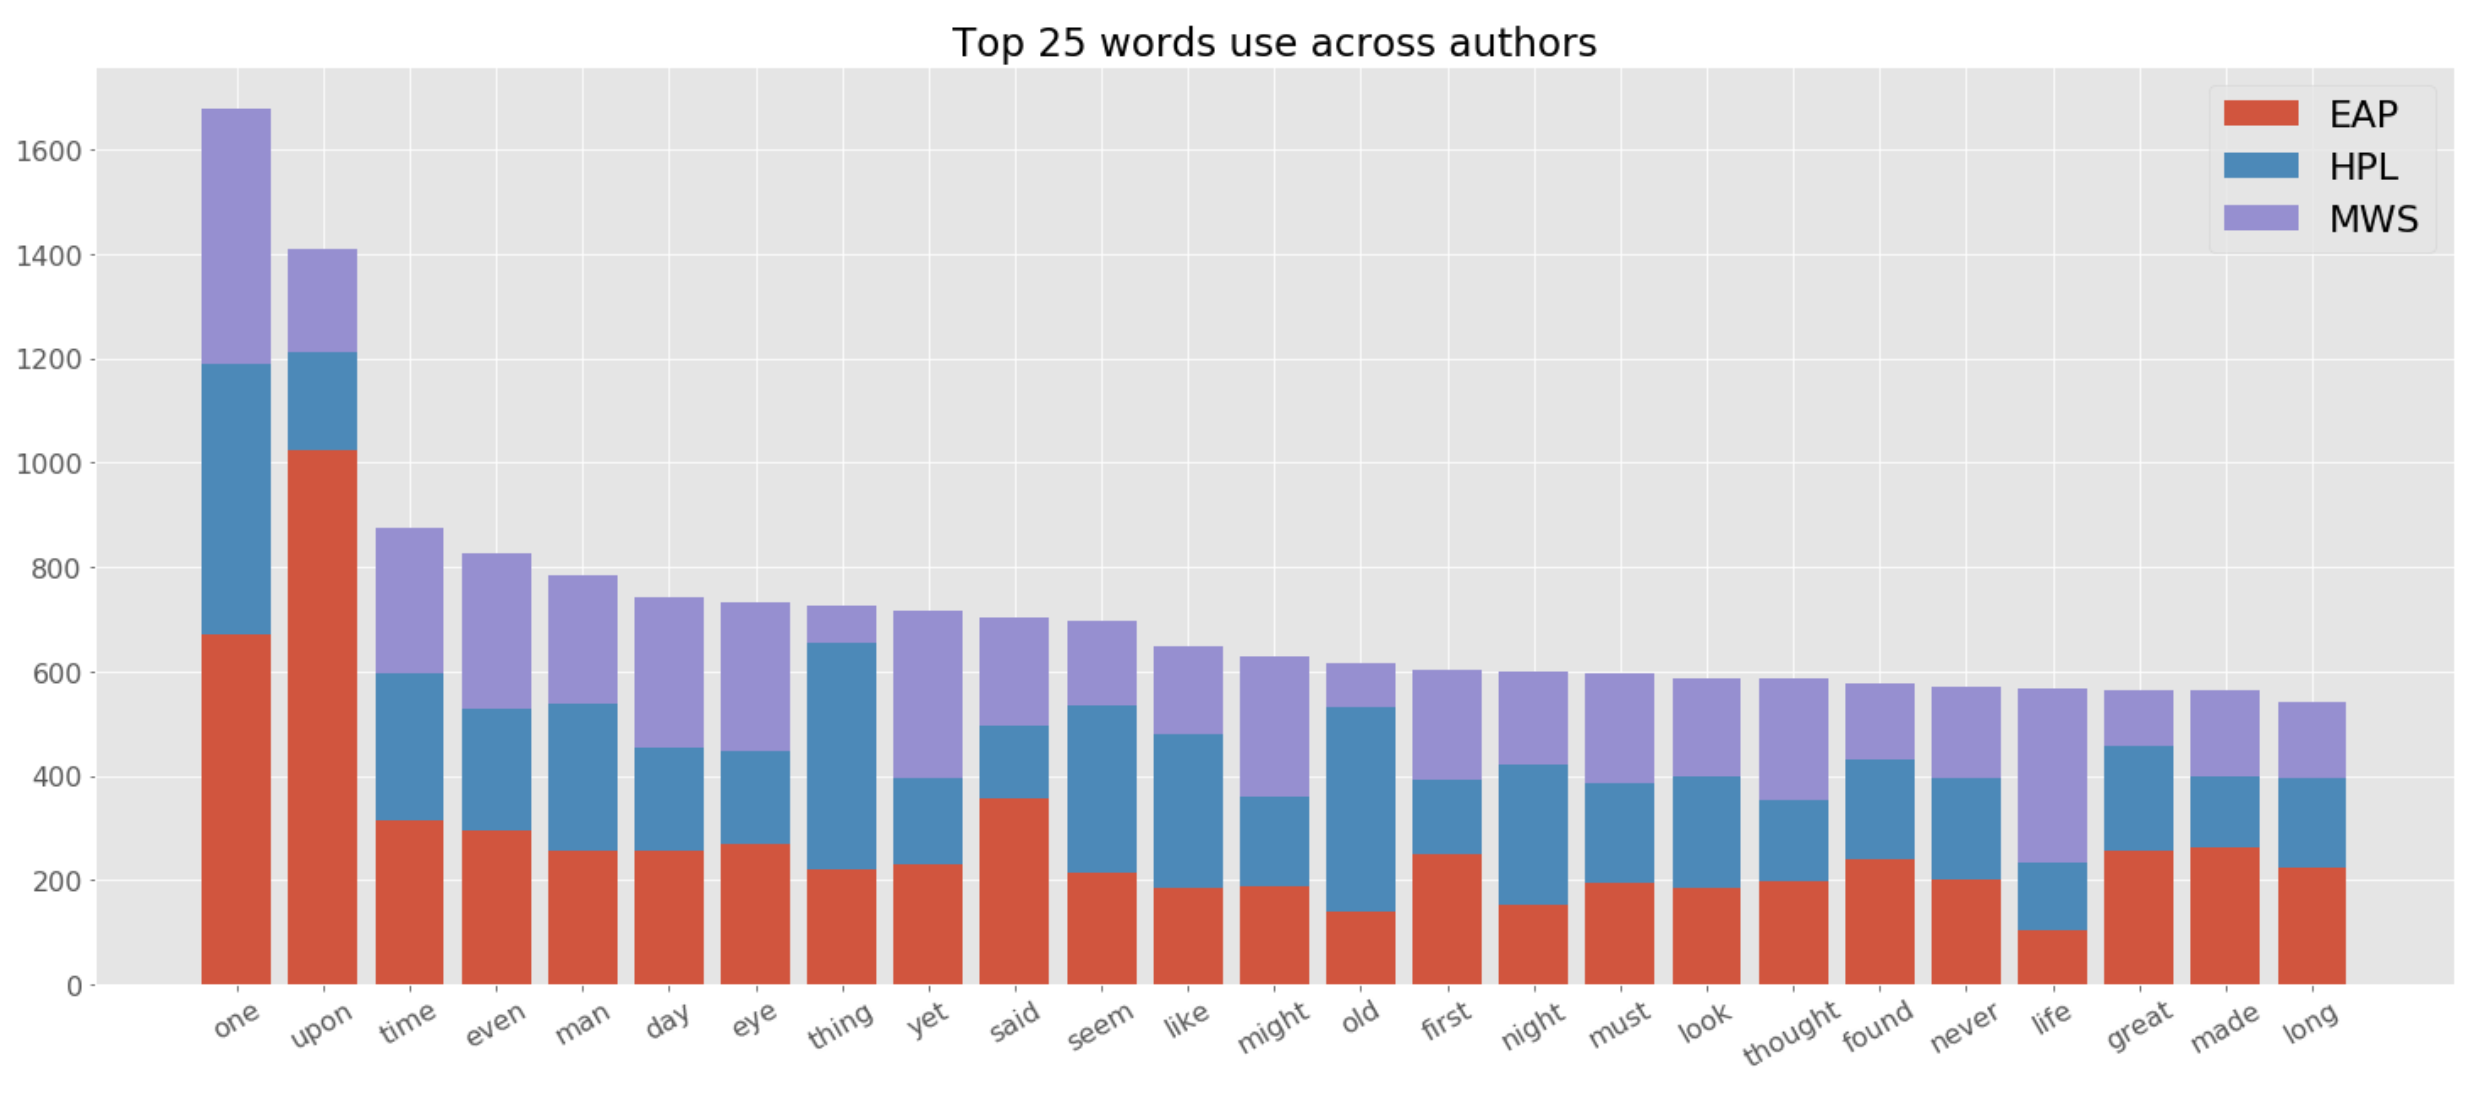 Top 25 words use across authors
EAP
HPL
MWS
1600
1400
1200
1000
800
600
400
200
0
one upon time even man day eye thing yet said seem like might old first night must look thought found never life great made long